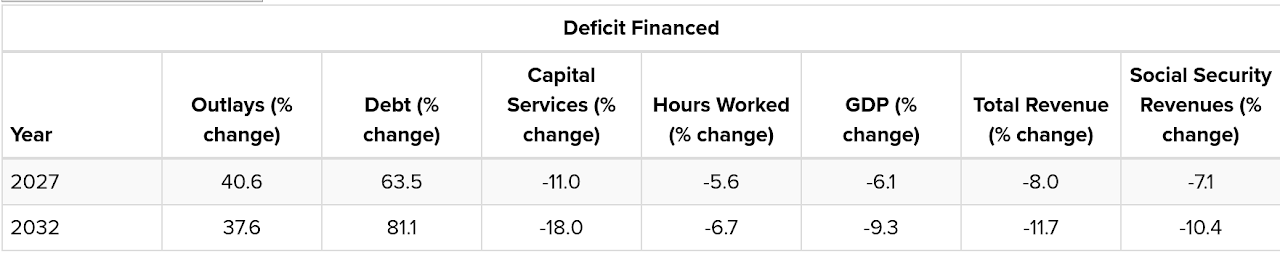 Deficit Financed
Year
Outlays (% change)
Debt (% change)
Capital Services (% change)
Hours Worked (% change)
GDP (% change)
Total Revenue (% change)
Social Security Revenues (% change)
2027 40.6 63.5 -11.0 -5.6 -6.1 -8.0 -7.1
2032 37.6 81.1 -18.0 -6.7 -9.3 -11.7 -10.4